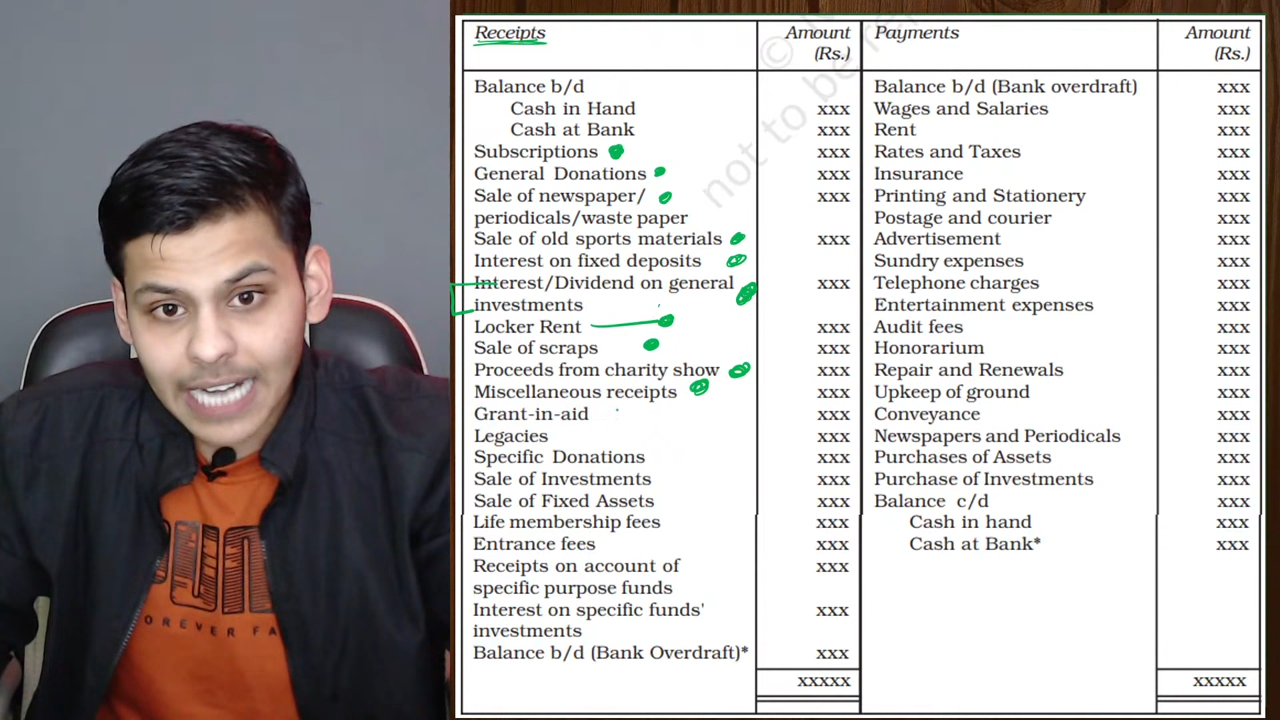 Receipts Amount (Rs.) Payments Amount (Rs.)
Balance b/d Balance b/d (Bank overdraft) xxx
Cash in Hand xxx Wages and Salaries xxx
Cash at Bank xxx Rent xxx
Subscriptions xxx Rates and Taxes xxx
General Donations xxx Insurance xxx
Sale of newspaper/ xxx Printing and Stationery xxx
periodicals/waste paper Postage and courier xxx
Sale of old sports materials xxx Advertisement xxx
Interest on fixed deposits Sundry expenses xxx
Interest/Dividend on general xxx Telephone charges xxx
investments Entertainment expenses xxx
Locker Rent xxx Audit fees xxx
Sale of scraps xxx Honorarium xxx
Proceeds from charity show xxx Repair and Renewals xxx
Miscellaneous receipts xxx Upkeep of ground xxx
Grant-in-aid xxx Conveyance xxx
Legacies xxx Newspapers and Periodicals xxx
Specific Donations xxx Purchases of Assets xxx
Sale of Investments xxx Purchase of Investments xxx
Sale of Fixed Assets xxx Balance c/d xxx
Life membership fees xxx Cash in hand xxx
Entrance fees xxx Cash at Bank* xxx
Receipts on account of xxx
specific purpose funds
Interest on specific funds' xxx
investments
Balance b/d (Bank Overdraft)* xxx
xxxxx xxxxx
not to be
OREVER FA